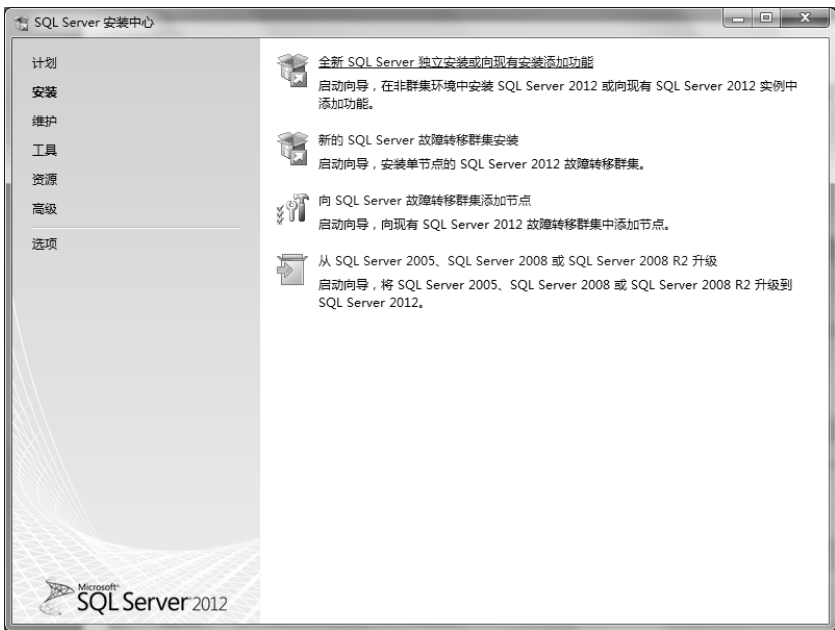 SQL Server 安装中心
计划
安装
维护
工具
资源
高级
选项
全新 SQL Server 独立安装或向现有安装添加功能
启动向导，在非群集环境中安装 SQL Server 2012 或向现有 SQL Server 2012 实例中
添加功能。
新的 SQL Server 故障转移群集安装
启动向导，安装单节点的 SQL Server 2012 故障转移群集。
向 SQL Server 故障转移群集添加节点
启动向导，向现有 SQL Server 2012 故障转移群集中添加节点。
从 SQL Server 2005、SQL Server 2008 或 SQL Server 2008 R2 升级
启动向导，将 SQL Server 2005、SQL Server 2008 或 SQL Server 2008 R2 升级到
SQL Server 2012。
Microsoft
SQL Server 2012